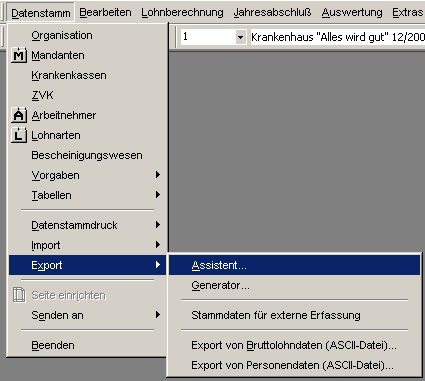 Datenstamm Bearbeiten Lohnberechnung Jahresabschluß Auswertung Extras
1 Krankenhaus "Alles wird gut" 12/200
Organisation
M Mandanten
Krankenkassen
ZVK
A Arbeitnehmer
L Lohnarten
Bescheinigungswesen
Vorgaben
Tabellen
Datenstammdruck
Import
Export
Assistent...
Generator...
Seite einrichten
Stammdaten für externe Erfassung
Senden an
Beenden
Export von Bruttolohndaten (ASCII-Datei)...
Export von Personendaten (ASCII-Datei)...